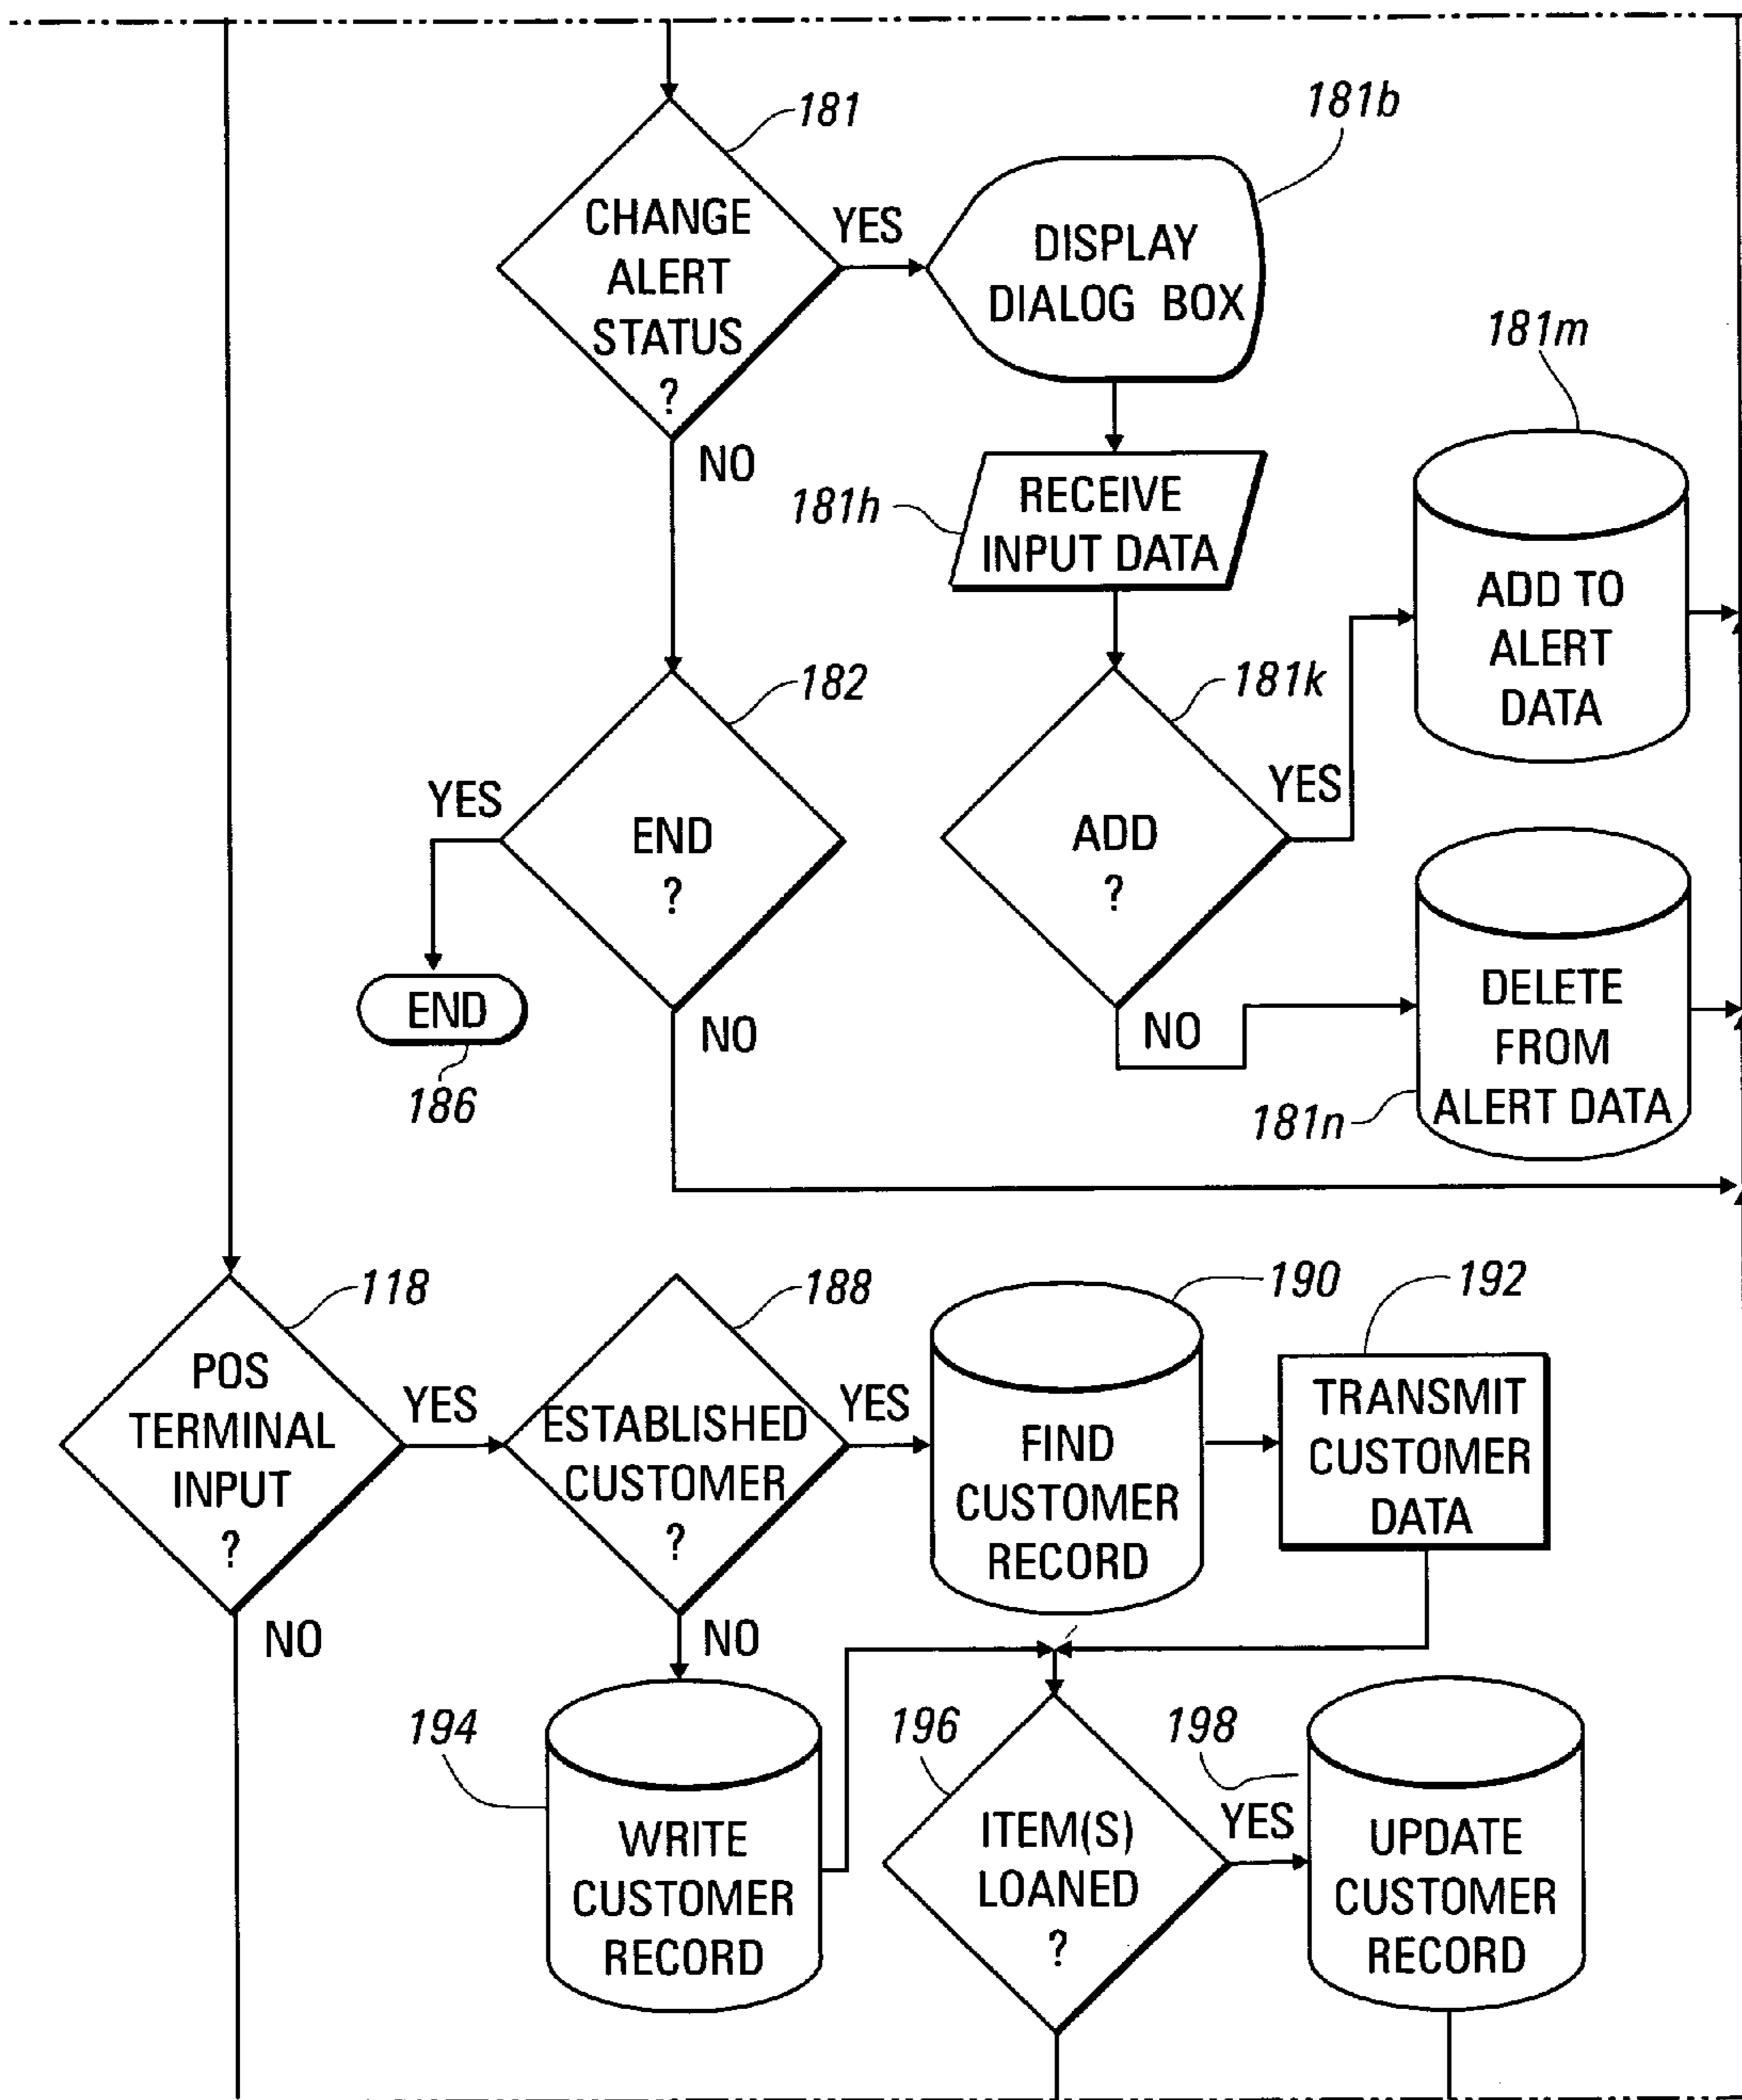 181
CHANGE
ALERT
STATUS
?
YES
NO
181b
DISPLAY
DIALOG BOX
181h
RECEIVE
INPUT DATA
181m
ADD TO
ALERT
DATA
182
END
?
YES
NO
END
186
181k
ADD
?
YES
NO
DELETE
FROM
ALERT DATA
181n
118
POS
TERMINAL
INPUT
?
YES
NO
188
ESTABLISHED
CUSTOMER
?
YES
NO
190
FIND
CUSTOMER
RECORD
192
TRANSMIT
CUSTOMER
DATA
194
WRITE
CUSTOMER
RECORD
196
ITEM(S)
LOANED
?
YES
198
UPDATE
CUSTOMER
RECORD